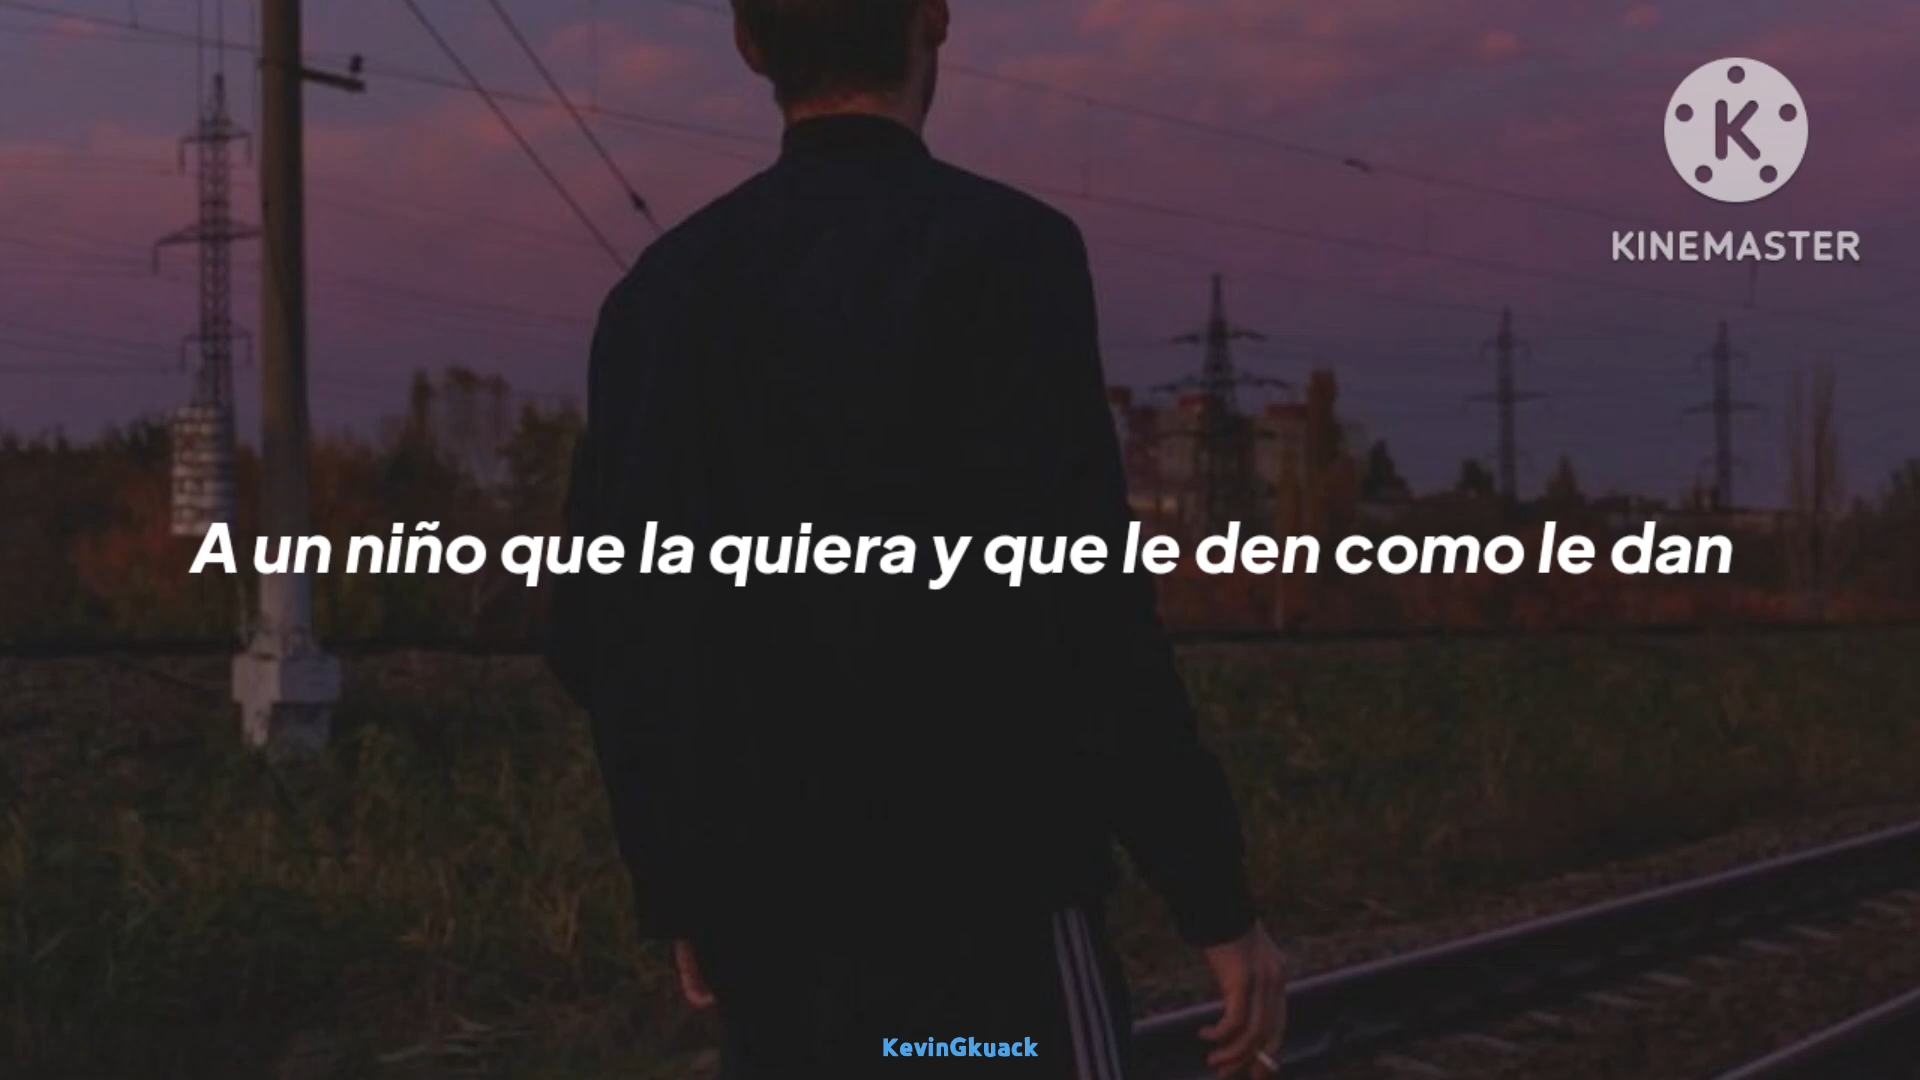 K
KINEMASTER
A un niño que la quiera y que le den como le dan
KevinGkuack